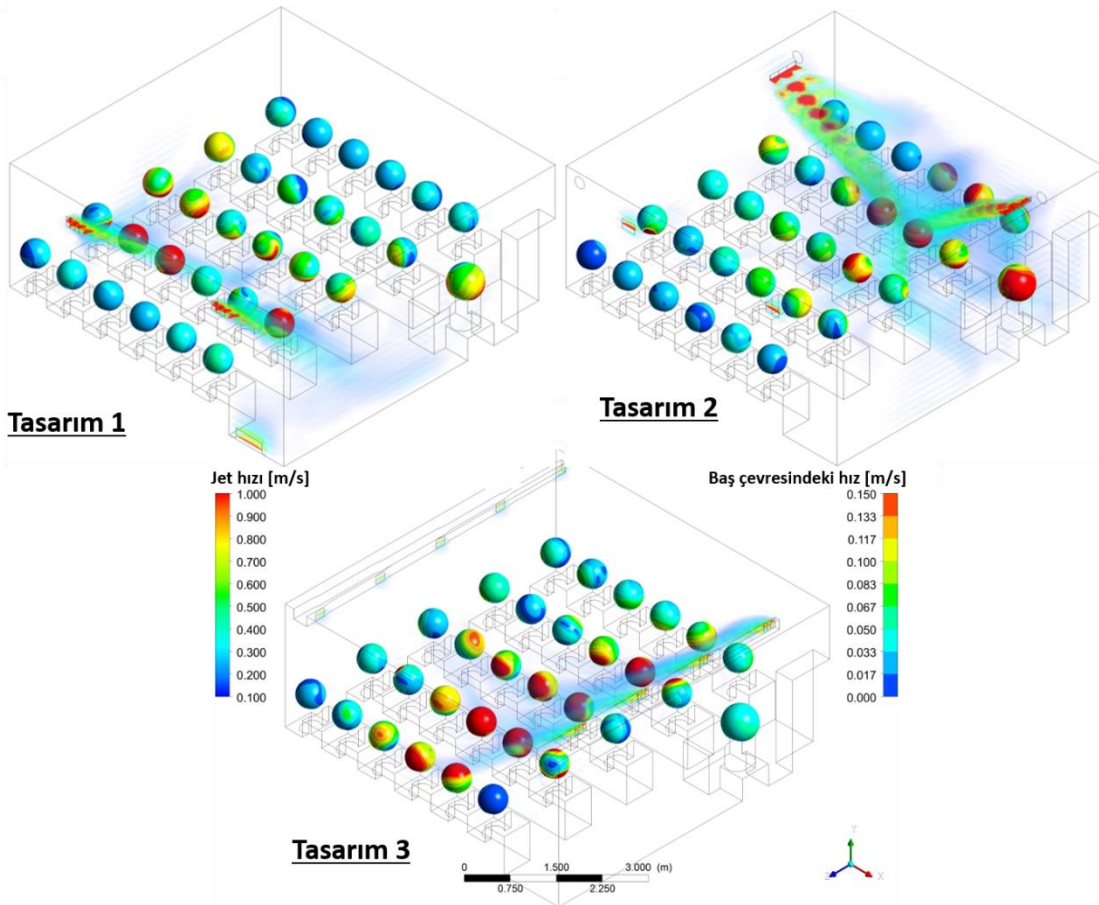 Tasarım 1
Tasarım 2
Jet hızı [m/s]
1.000
0.900
0.800
0.700
0.600
0.500
0.400
0.300
0.200
0.100
Baş çevresindeki hız [m/s]
0.150
0.133
0.117
0.100
0.083
0.067
0.050
0.033
0.017
0.000
Tasarım 3
0 1.500 3.000 (m)
0.750 2.250
Y
Z X